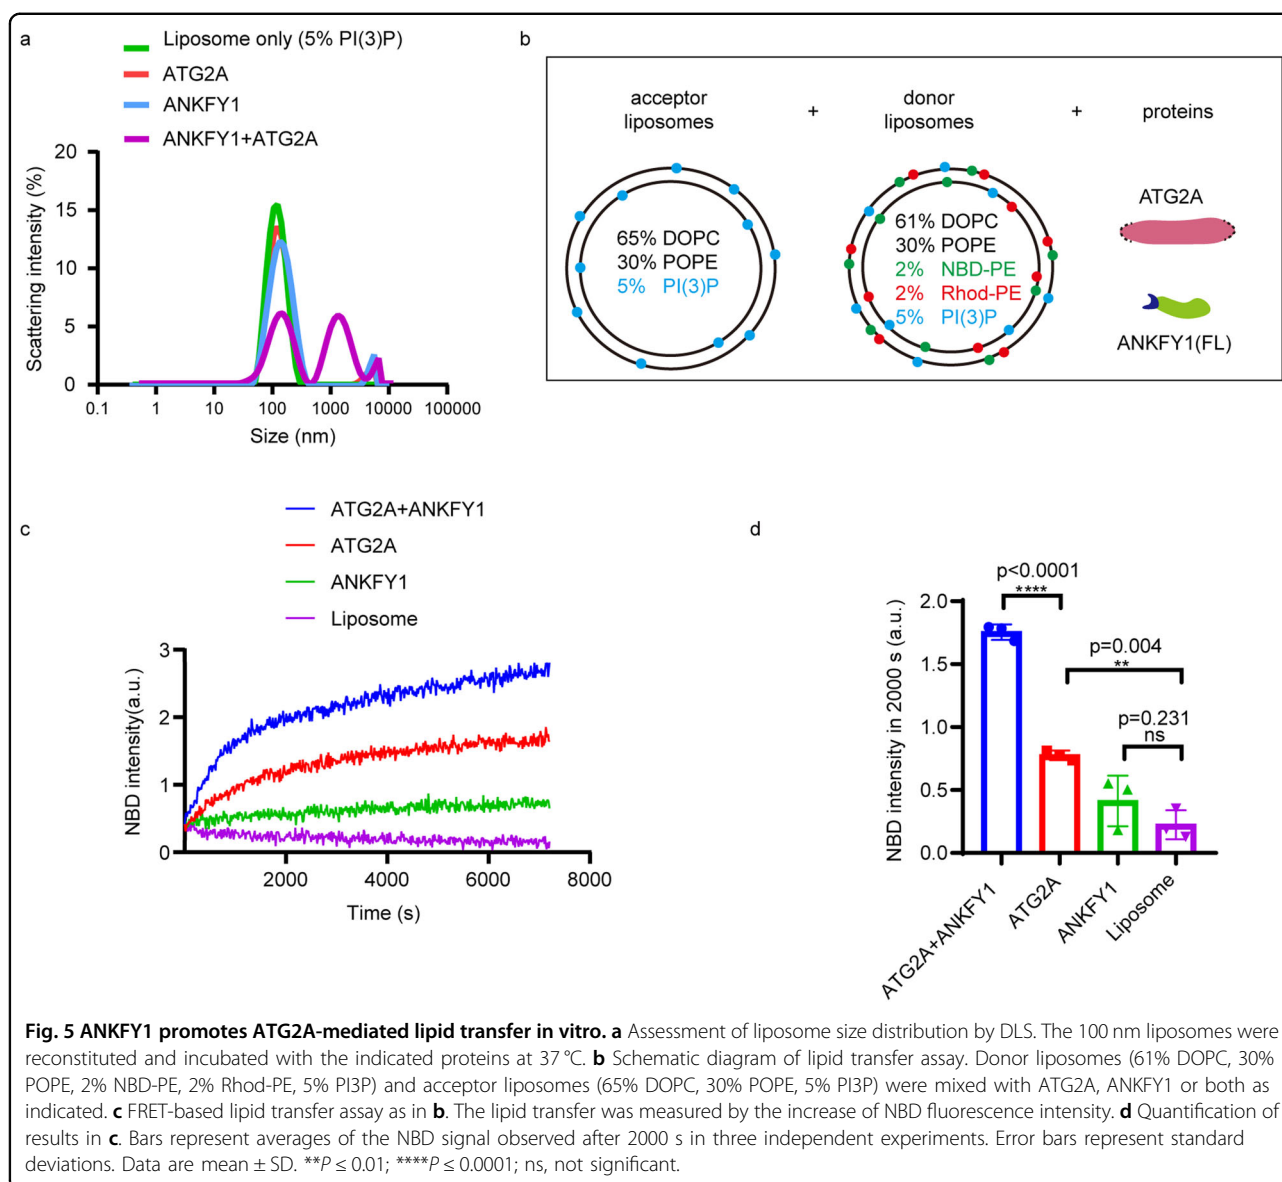 a
Liposome only (5% PI(3)P)
ATG2A
ANKFY1
ANKFY1+ATG2A
Scattering intensity (%)
20
15
10
5
0
0.1
1
10
100
1000
10000
100000
Size (nm)
b
acceptor
liposomes
+
donor
liposomes
+
proteins
65% DOPC
30% POPE
5% PI(3)P
61% DOPC
30% POPE
2% NBD-PE
2% Rhod-PE
5% PI(3)P
ATG2A
ANKFY1(FL)
c
ATG2A+ANKFY1
ATG2A
ANKFY1
Liposome
NBD intensity(a.u.)
3
2
1
0
2000
4000
6000
8000
Time (s)
d
NBD intensity in 2000 s (a.u.)
2.0
1.5
1.0
0.5
0.0
p<0.0001
****
p=0.004
**
p=0.231
ns
ATG2A+ANKFY1
ATG2A
ANKFY1
Liposome
Fig. 5 ANKFY1 promotes ATG2A-mediated lipid transfer in vitro. a Assessment of liposome size distribution by DLS. The 100 nm liposomes were
reconstituted and incubated with the indicated proteins at 37 °C. b Schematic diagram of lipid transfer assay. Donor liposomes (61% DOPC, 30%
POPE, 2% NBD-PE, 2% Rhod-PE, 5% PI3P) and acceptor liposomes (65% DOPC, 30% POPE, 5% PI3P) were mixed with ATG2A, ANKFY1 or both as
indicated. c FRET-based lipid transfer assay as in b. The lipid transfer was measured by the increase of NBD fluorescence intensity. d Quantification of
results in c. Bars represent averages of the NBD signal observed after 2000 s in three independent experiments. Error bars represent standard
deviations. Data are mean ± SD. **P ≤ 0.01; ****P ≤ 0.0001; ns, not significant.